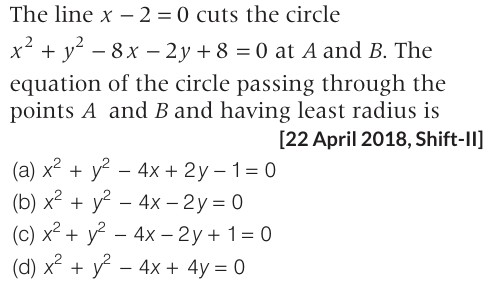 The line x − 2 = 0 cuts the circle
x² + y² − 8x − 2y + 8 = 0 at A and B. The
equation of the circle passing through the
points A and B and having least radius is
[22 April 2018, Shift-II]
(a) x² + y² − 4x + 2y − 1 = 0
(b) x² + y² − 4x − 2y = 0
(c) x² + y² − 4x − 2y + 1 = 0
(d) x² + y² − 4x + 4y = 0